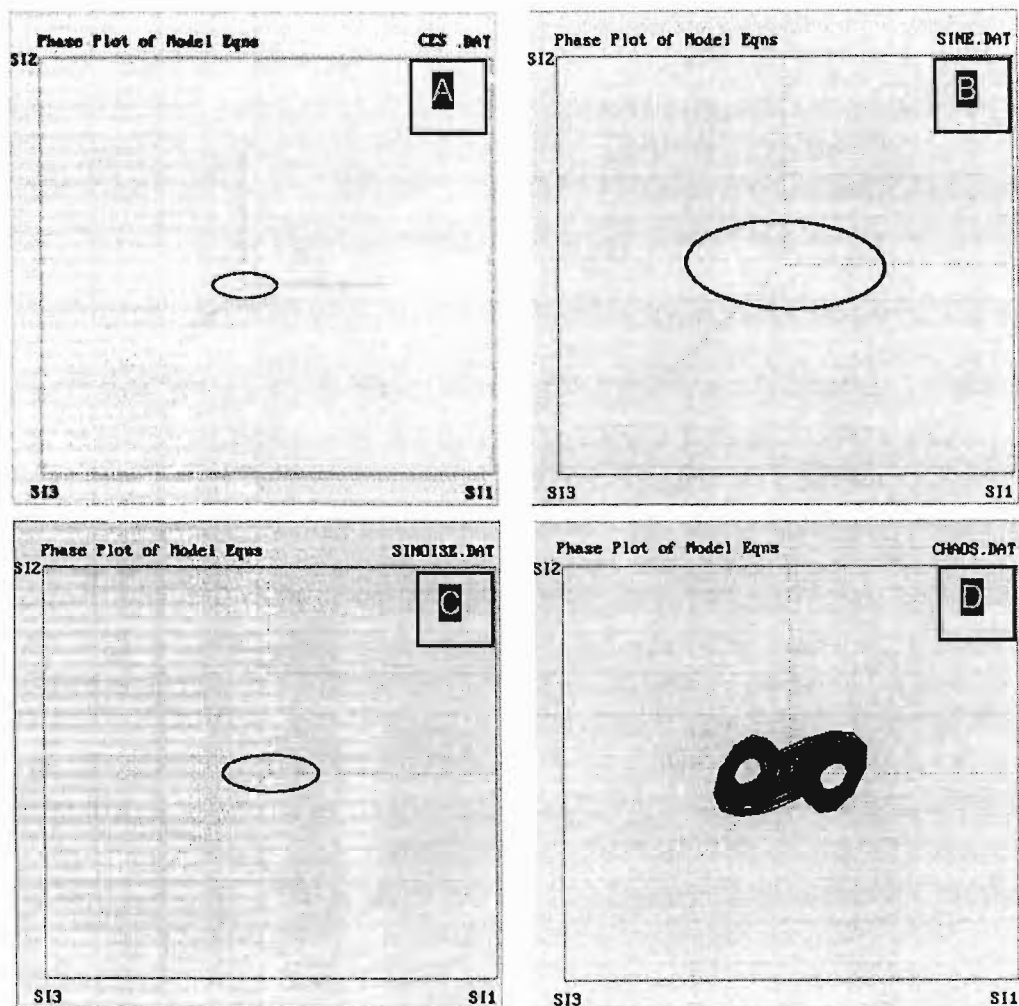 Phase Plot of Model Eqns CES .DAT
SI2
A
SI3 SI1
Phase Plot of Model Eqns SINE.DAT
SI2
B
SI3 SI1
Phase Plot of Model Eqns SINOISE.DAT
SI2
C
SI3 SI1
Phase Plot of Model Eqns CHAOS.DAT
SI2
D
SI3 SI1